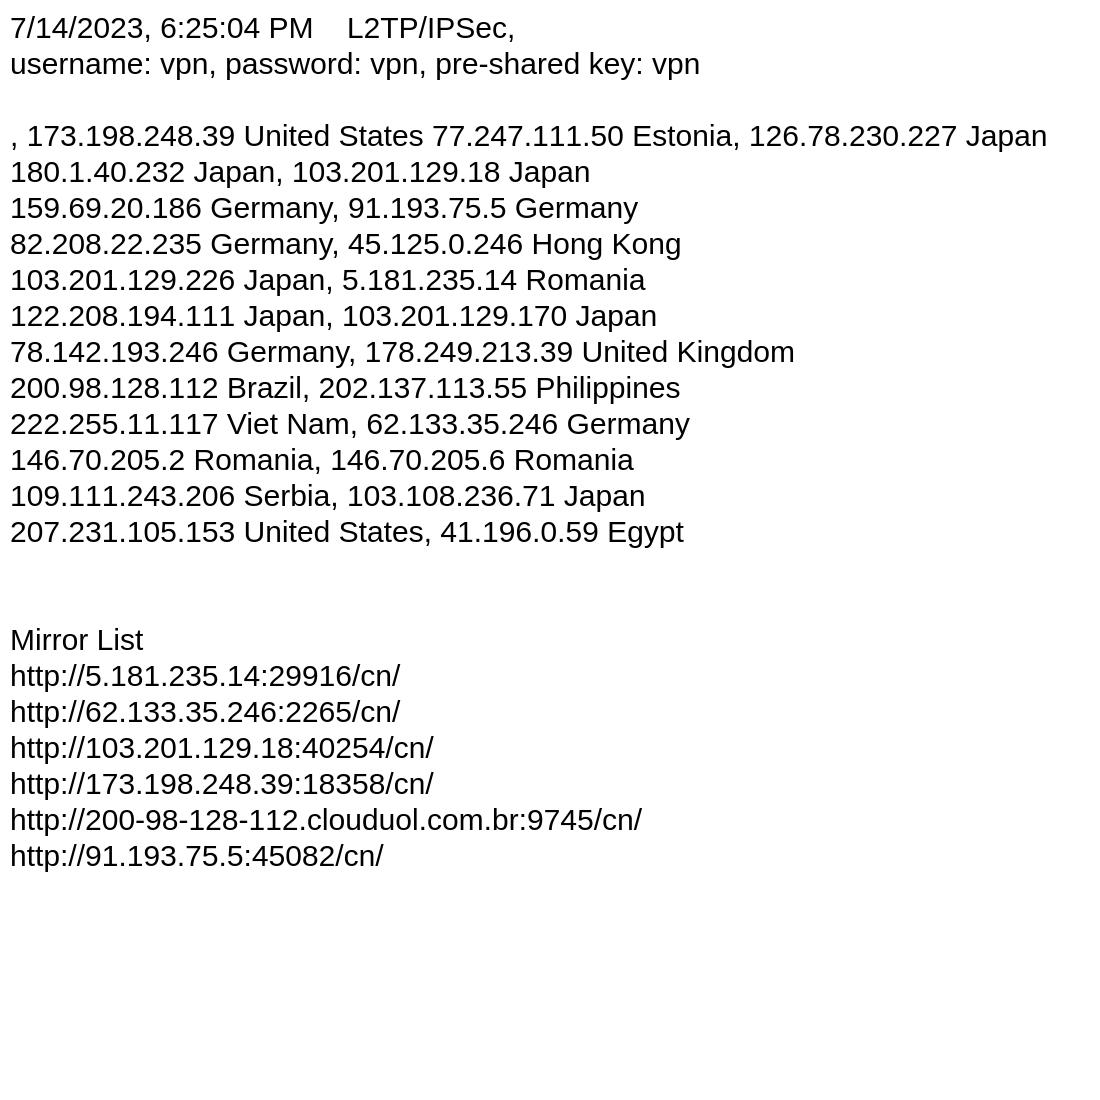 7/14/2023, 6:25:04 PM    L2TP/IPSec,
username: vpn, password: vpn, pre-shared key: vpn
, 173.198.248.39 United States 77.247.111.50 Estonia, 126.78.230.227 Japan
180.1.40.232 Japan, 103.201.129.18 Japan
159.69.20.186 Germany, 91.193.75.5 Germany
82.208.22.235 Germany, 45.125.0.246 Hong Kong
103.201.129.226 Japan, 5.181.235.14 Romania
122.208.194.111 Japan, 103.201.129.170 Japan
78.142.193.246 Germany, 178.249.213.39 United Kingdom
200.98.128.112 Brazil, 202.137.113.55 Philippines
222.255.11.117 Viet Nam, 62.133.35.246 Germany
146.70.205.2 Romania, 146.70.205.6 Romania
109.111.243.206 Serbia, 103.108.236.71 Japan
207.231.105.153 United States, 41.196.0.59 Egypt
Mirror List
http://5.181.235.14:29916/cn/
http://62.133.35.246:2265/cn/
http://103.201.129.18:40254/cn/
http://173.198.248.39:18358/cn/
http://200-98-128-112.clouduol.com.br:9745/cn/
http://91.193.75.5:45082/cn/